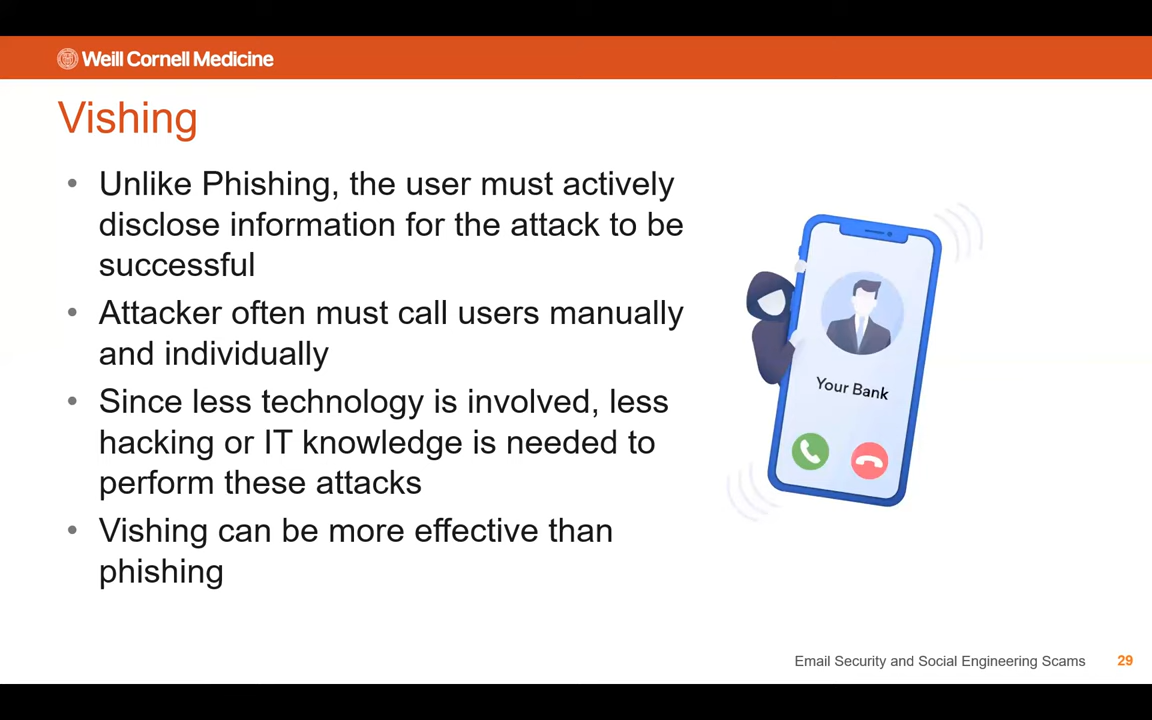 Weill Cornell Medicine
Vishing
• Unlike Phishing, the user must actively
disclose information for the attack to be
successful
• Attacker often must call users manually
and individually
• Since less technology is involved, less
hacking or IT knowledge is needed to
perform these attacks
• Vishing can be more effective than
phishing
Your Bank
Email Security and Social Engineering Scams 29